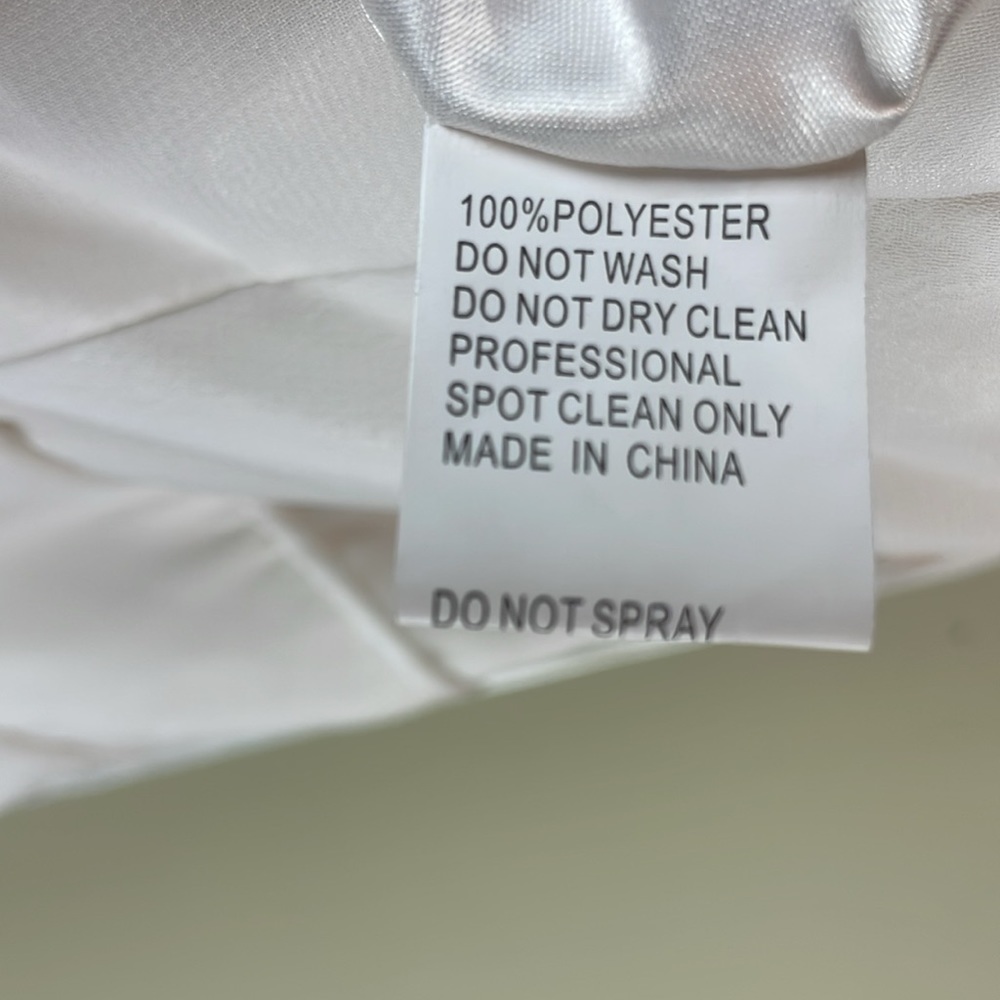 100%POLYESTER
DO NOT WASH
DO NOT DRY CLEAN
PROFESSIONAL
SPOT CLEAN ONLY
MADE IN CHINA
DO NOT SPRAY